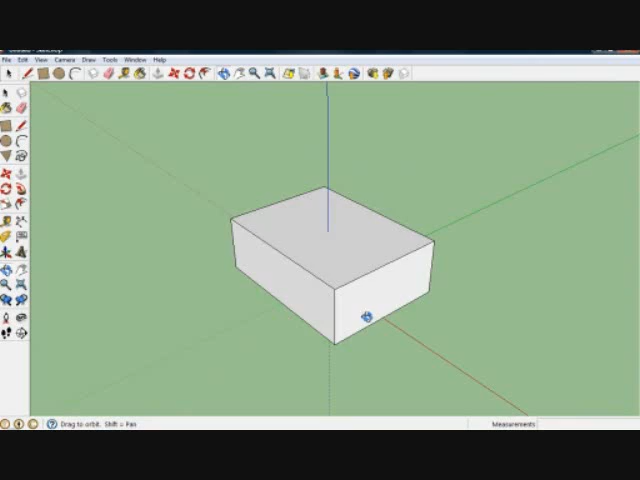 File Edit View Camera Draw Tools Window Help
Drag to orbit. Shift = Pan
Measurements